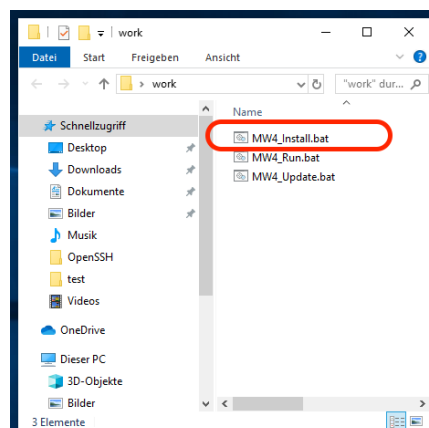 work
Datei Start Freigeben Ansicht
work "work" dur...
Name
Schnellzugriff
MW4_Install.bat
Desktop
MW4_Run.bat
Downloads
MW4_Update.bat
Dokumente
Bilder
Musik
OpenSSH
test
Videos
OneDrive
Dieser PC
3D-Objekte
Bilder
3 Elemente